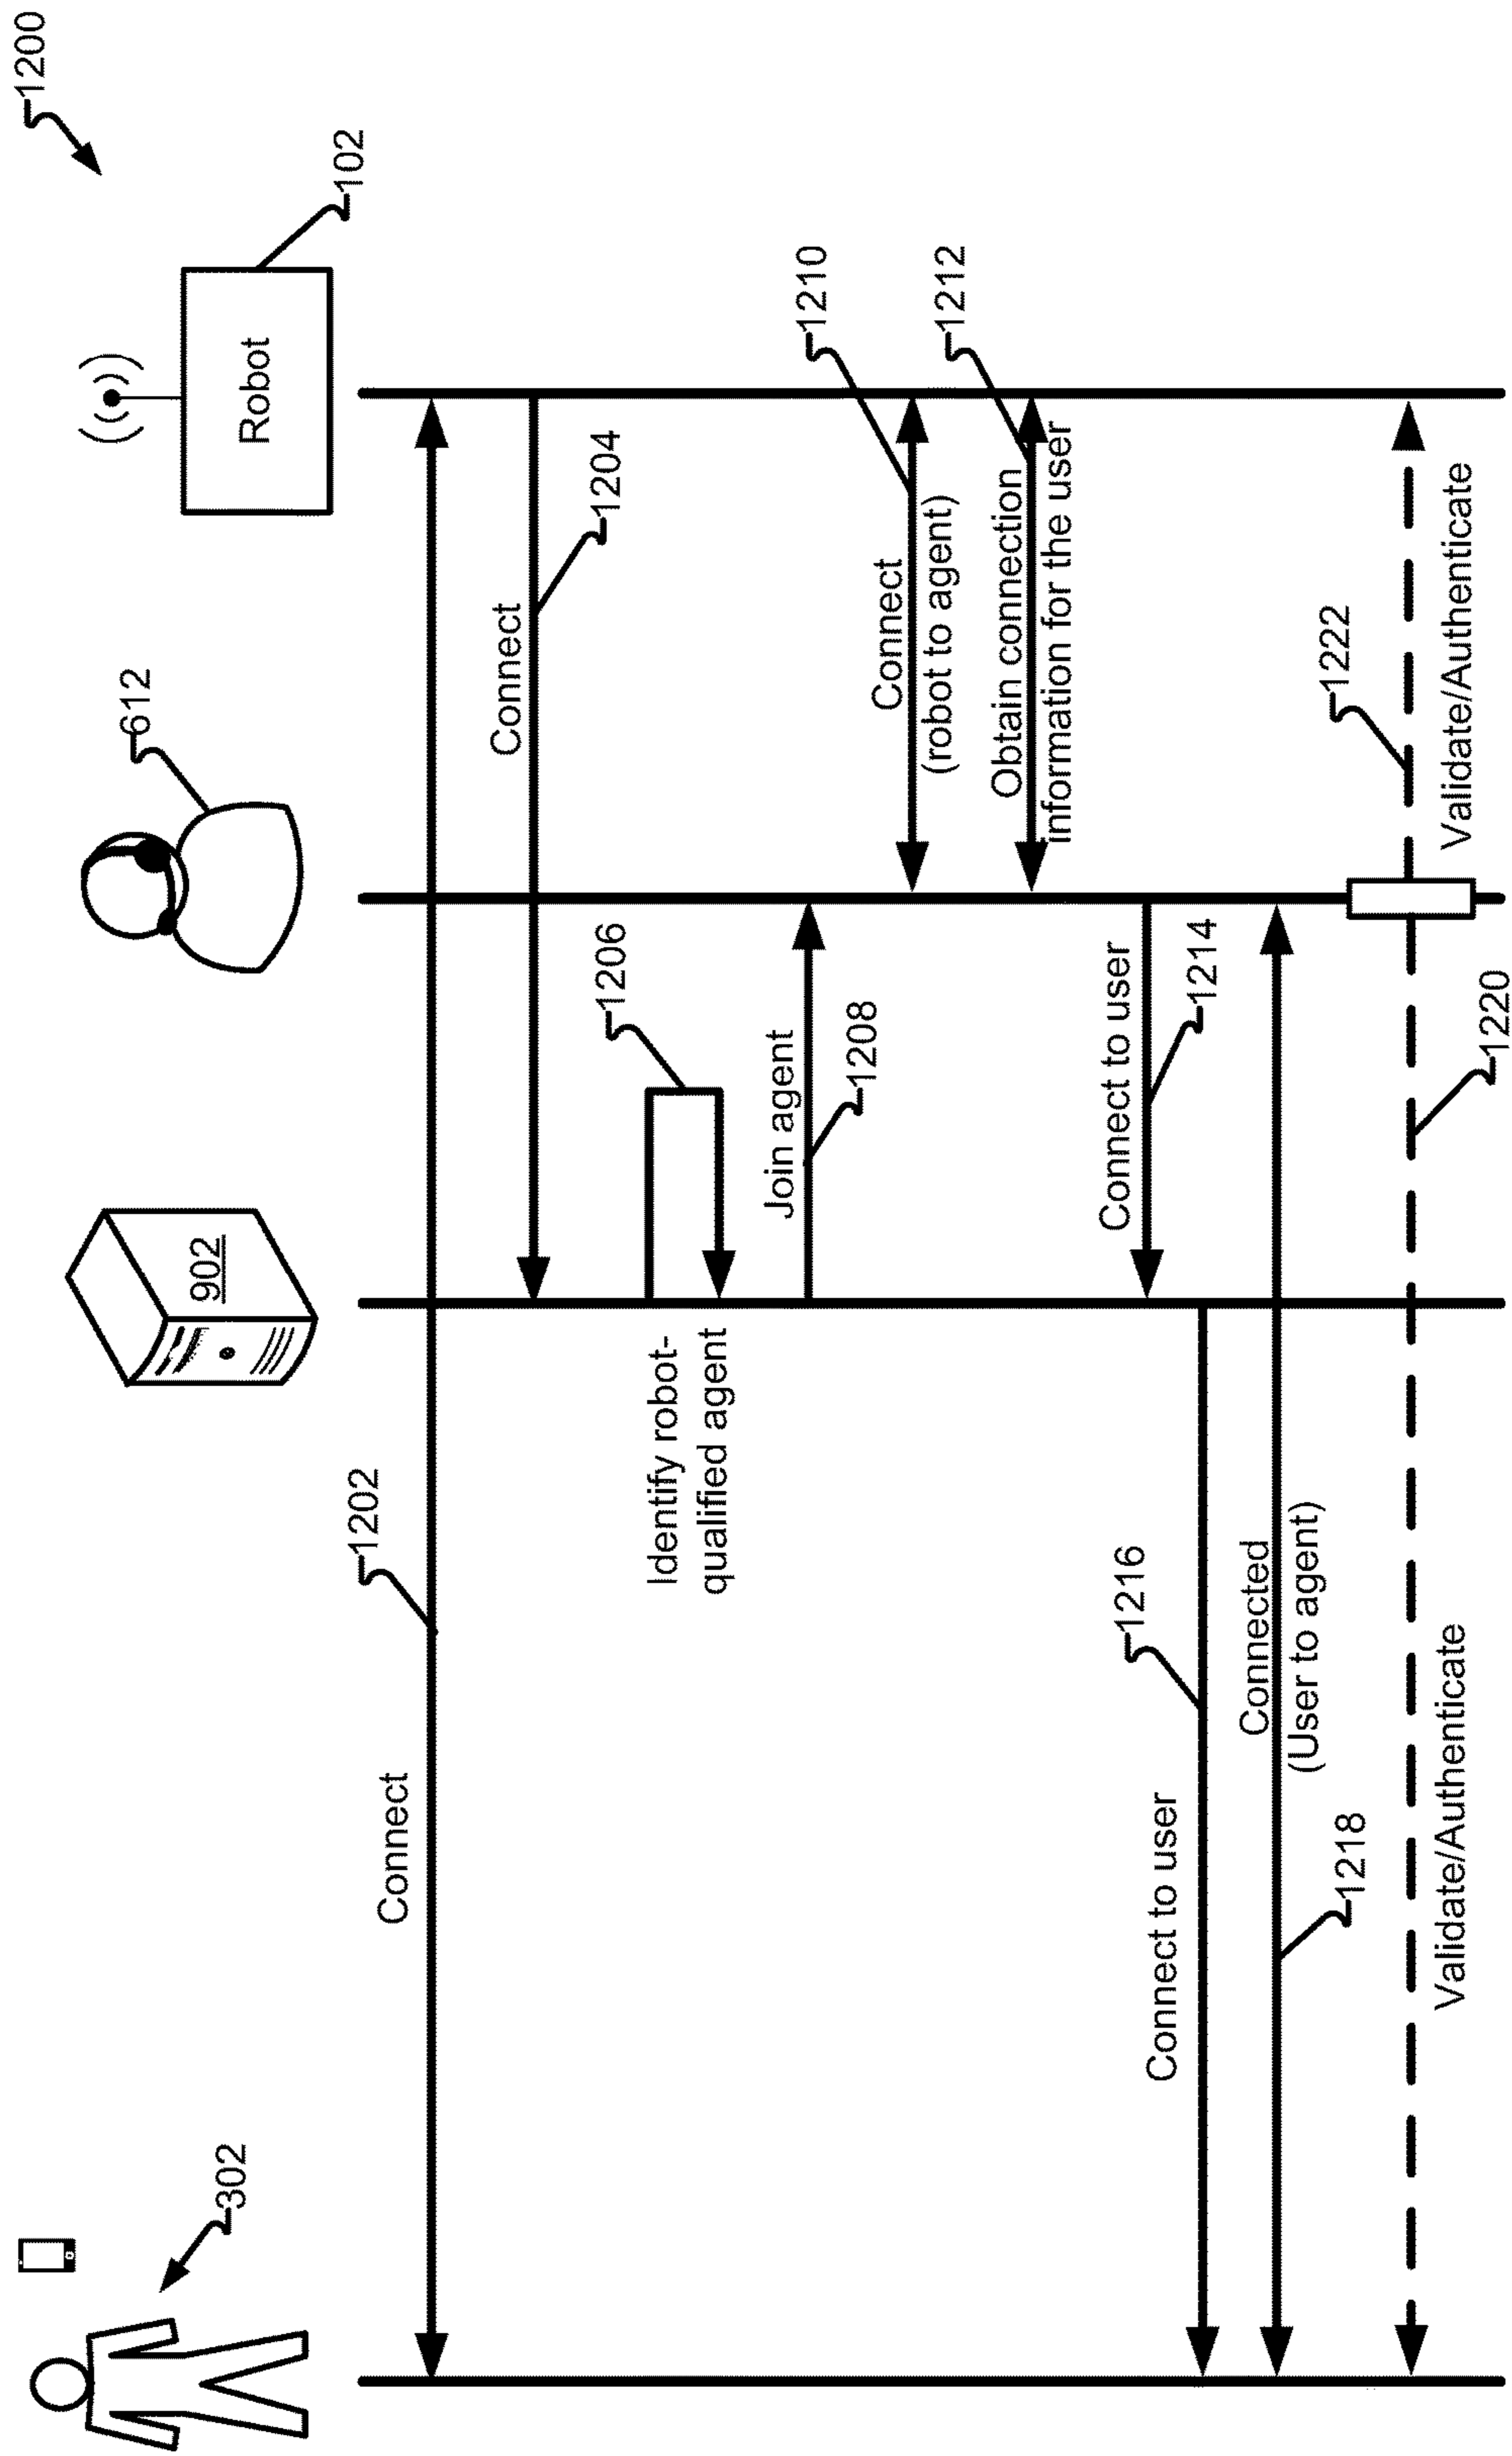 1200
302
902
612
Robot
102
1202
Connect
Connect
1204
1206
Identify robot-
qualified agent
Join agent
1208
1210
Connect
(robot to agent)
1212
Obtain connection
information for the user
Connect to user
1214
1216
Connect to user
Connected
(User to agent)
1218
1222
1220
Validate/Authenticate
Validate/Authenticate